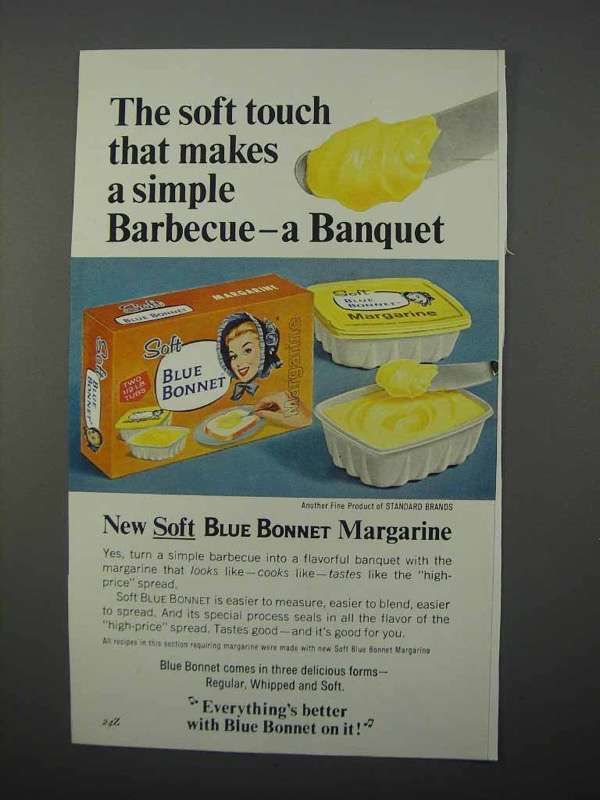 The soft touch
that makes
a simple
Barbecue—a Banquet
Soft
BLUE BONNET
MARGARINE
Soft
BLUE BONNET
Margarine
Soft
BLUE
BONNET
Margarine
TWO
1/2 LB.
TUBS
Soft
BLUE
BONNET
Another Fine Product of STANDARD BRANDS
New Soft BLUE BONNET Margarine
Yes, turn a simple barbecue into a flavorful banquet with the
margarine that looks like—cooks like—tastes like the "high-
price" spread.
Soft BLUE BONNET is easier to measure, easier to blend, easier
to spread. And its special process seals in all the flavor of the
"high-price" spread. Tastes good—and it's good for you.
All recipes in this section requiring margarine were made with new Soft Blue Bonnet Margarine
Blue Bonnet comes in three delicious forms—
Regular, Whipped and Soft.
"Everything's better
with Blue Bonnet on it!"